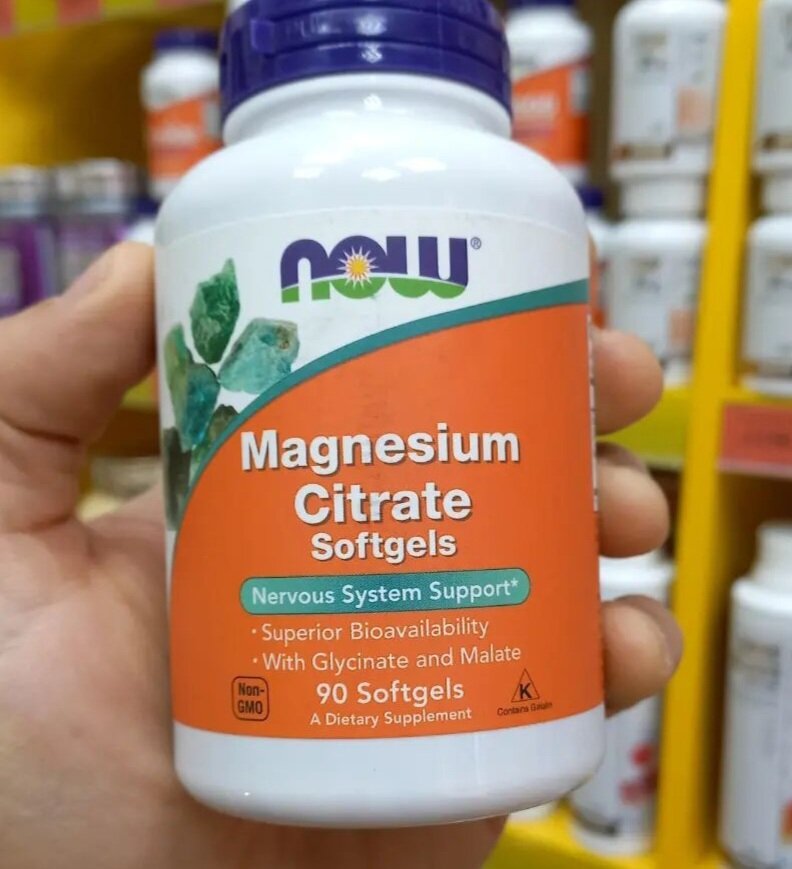 NOW®
Magnesium
Citrate
Softgels
Nervous System Support*
• Superior Bioavailability
• With Glycinate and Malate
Non-
GMO
90 Softgels
A Dietary Supplement
K
Contains Gelatin